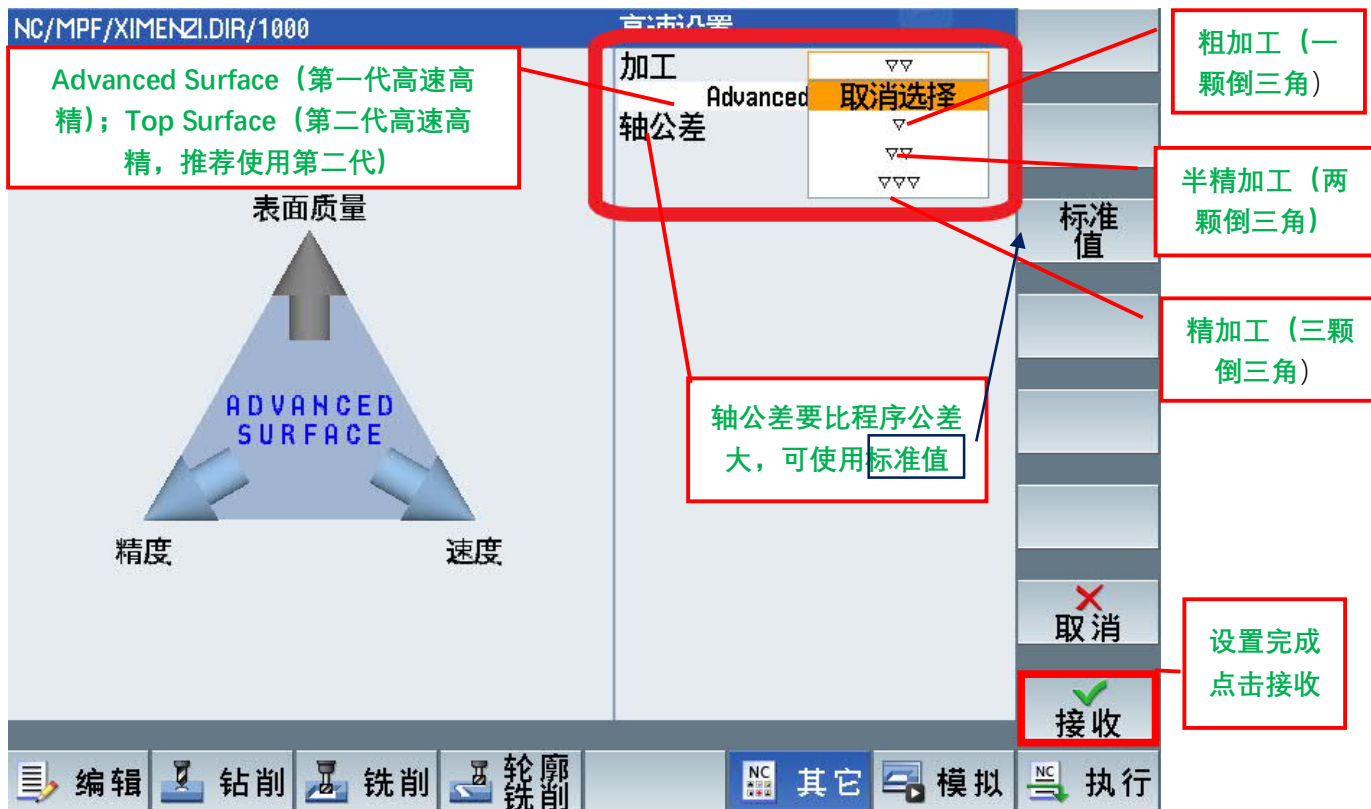 NC/MPF/XIMENZI.DIR/1000
高速设置
Advanced Surface（第一代高速高
精）；Top Surface（第二代高速高
精，推荐使用第二代）
加工
▽▽
Advanced
取消选择
轴公差
▽
▽▽
▽▽▽
粗加工（一
颗倒三角）
半精加工（两
颗倒三角）
精加工（三颗
倒三角）
标准
值
表面质量
ADVANCED
SURFACE
精度
速度
轴公差要比程序公差
大，可使用标准值
取消
接收
设置完成
点击接收
编辑
钻削
铣削
轮廓
铣削
NC
其它
模拟
NC
执行